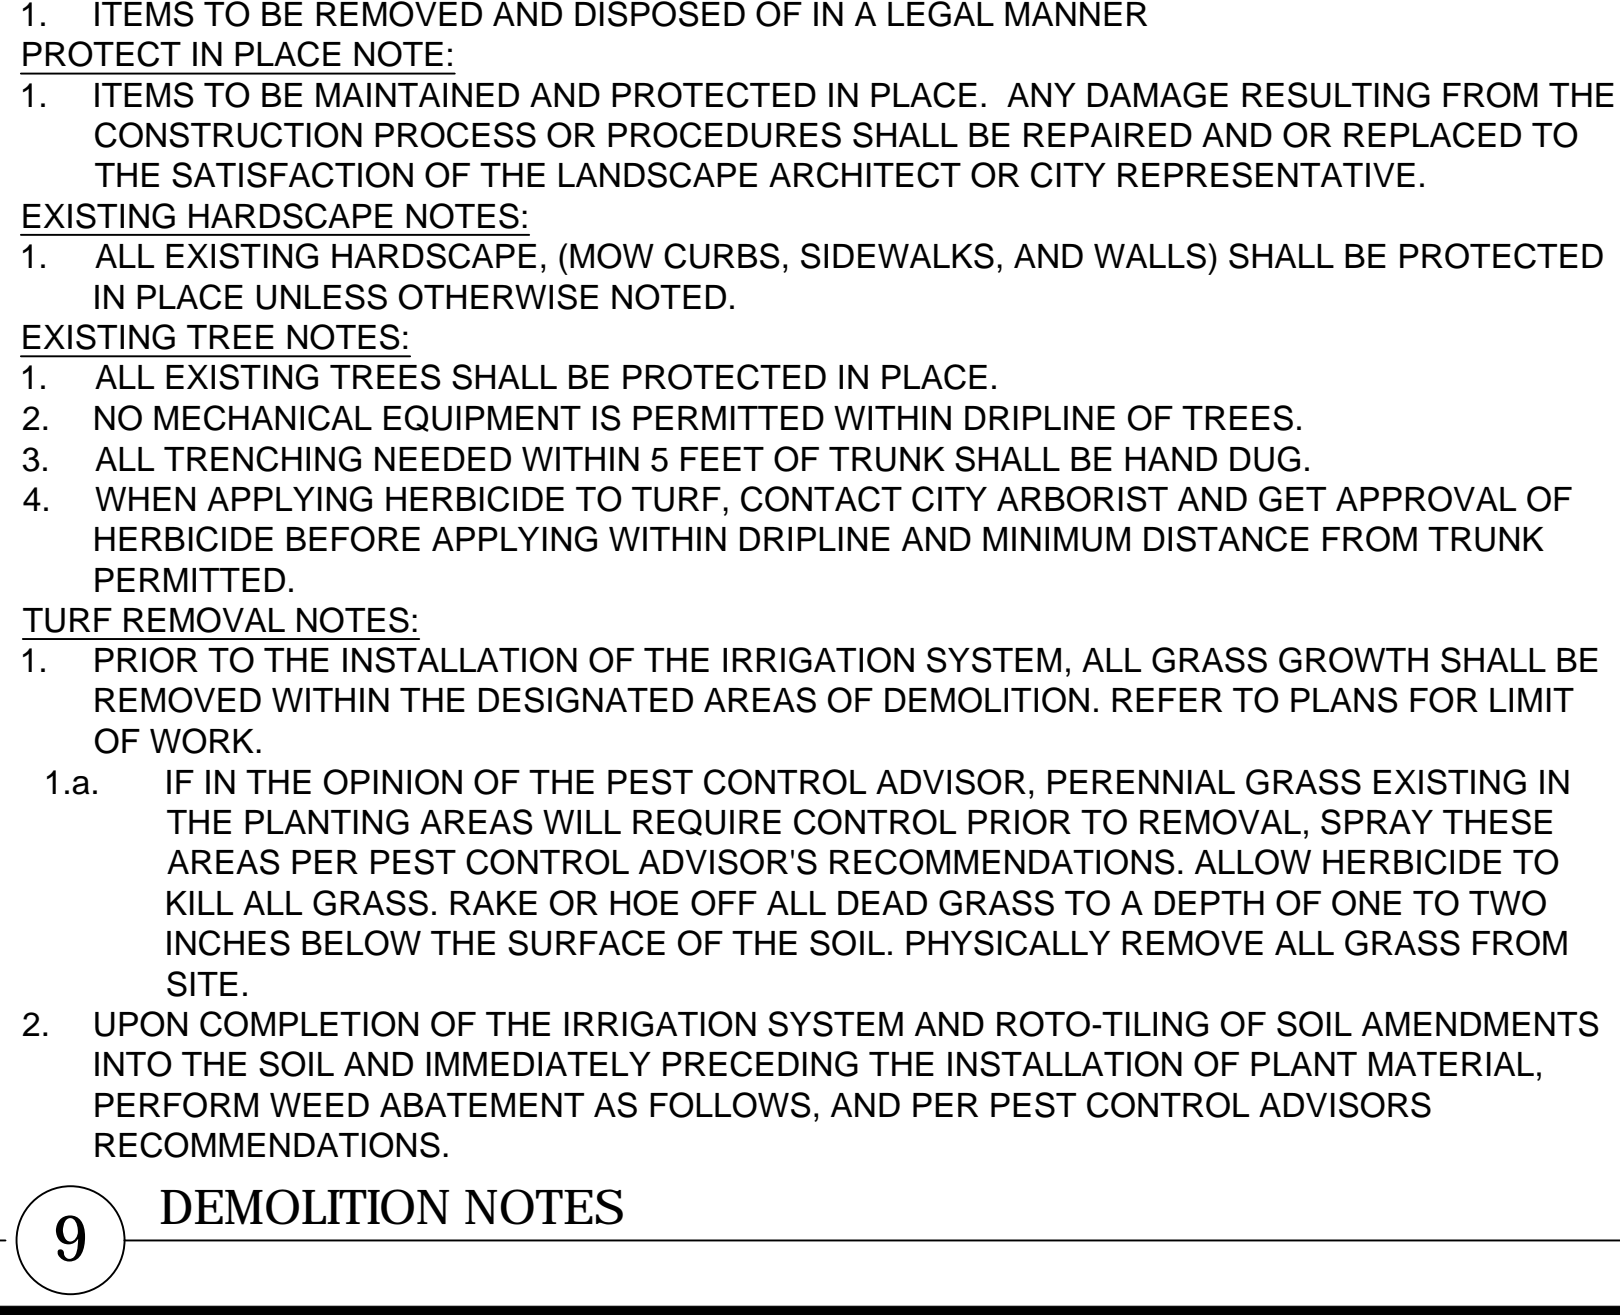 1. ITEMS TO BE REMOVED AND DISPOSED OF IN A LEGAL MANNER
PROTECT IN PLACE NOTE:
1. ITEMS TO BE MAINTAINED AND PROTECTED IN PLACE. ANY DAMAGE RESULTING FROM THE
CONSTRUCTION PROCESS OR PROCEDURES SHALL BE REPAIRED AND OR REPLACED TO
THE SATISFACTION OF THE LANDSCAPE ARCHITECT OR CITY REPRESENTATIVE.
EXISTING HARDSCAPE NOTES:
1. ALL EXISTING HARDSCAPE, (MOW CURBS, SIDEWALKS, AND WALLS) SHALL BE PROTECTED
IN PLACE UNLESS OTHERWISE NOTED.
EXISTING TREE NOTES:
1. ALL EXISTING TREES SHALL BE PROTECTED IN PLACE.
2. NO MECHANICAL EQUIPMENT IS PERMITTED WITHIN DRIPLINE OF TREES.
3. ALL TRENCHING NEEDED WITHIN 5 FEET OF TRUNK SHALL BE HAND DUG.
4. WHEN APPLYING HERBICIDE TO TURF, CONTACT CITY ARBORIST AND GET APPROVAL OF
HERBICIDE BEFORE APPLYING WITHIN DRIPLINE AND MINIMUM DISTANCE FROM TRUNK
PERMITTED.
TURF REMOVAL NOTES:
1. PRIOR TO THE INSTALLATION OF THE IRRIGATION SYSTEM, ALL GRASS GROWTH SHALL BE
REMOVED WITHIN THE DESIGNATED AREAS OF DEMOLITION. REFER TO PLANS FOR LIMIT
OF WORK.
1.a. IF IN THE OPINION OF THE PEST CONTROL ADVISOR, PERENNIAL GRASS EXISTING IN
THE PLANTING AREAS WILL REQUIRE CONTROL PRIOR TO REMOVAL, SPRAY THESE
AREAS PER PEST CONTROL ADVISOR'S RECOMMENDATIONS. ALLOW HERBICIDE TO
KILL ALL GRASS. RAKE OR HOE OFF ALL DEAD GRASS TO A DEPTH OF ONE TO TWO
INCHES BELOW THE SURFACE OF THE SOIL. PHYSICALLY REMOVE ALL GRASS FROM
SITE.
2. UPON COMPLETION OF THE IRRIGATION SYSTEM AND ROTO-TILING OF SOIL AMENDMENTS
INTO THE SOIL AND IMMEDIATELY PRECEDING THE INSTALLATION OF PLANT MATERIAL,
PERFORM WEED ABATEMENT AS FOLLOWS, AND PER PEST CONTROL ADVISORS
RECOMMENDATIONS.
9 DEMOLITION NOTES